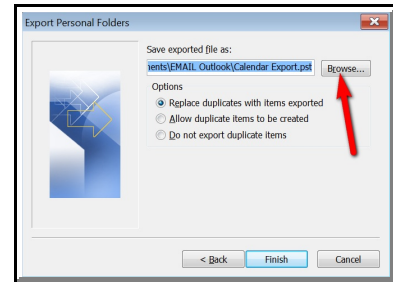 Export Personal Folders
Save exported file as:
nents\EMAIL Outlook\Calendar Export.pst
Browse...
Options
Replace duplicates with items exported
Allow duplicate items to be created
Do not export duplicate items
< Back Finish Cancel